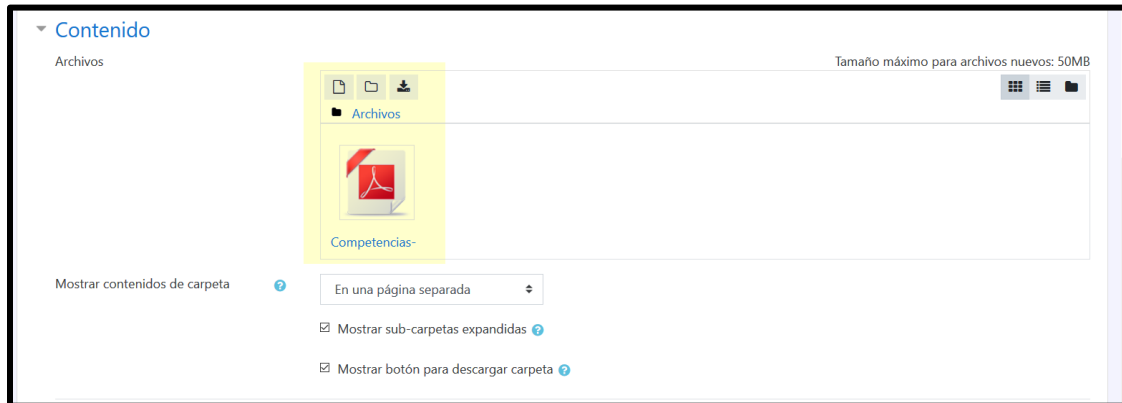 Contenido
Archivos
Tamaño máximo para archivos nuevos: 50MB
Archivos
Competencias-
Mostrar contenidos de carpeta
En una página separada
Mostrar sub-carpetas expandidas
Mostrar botón para descargar carpeta